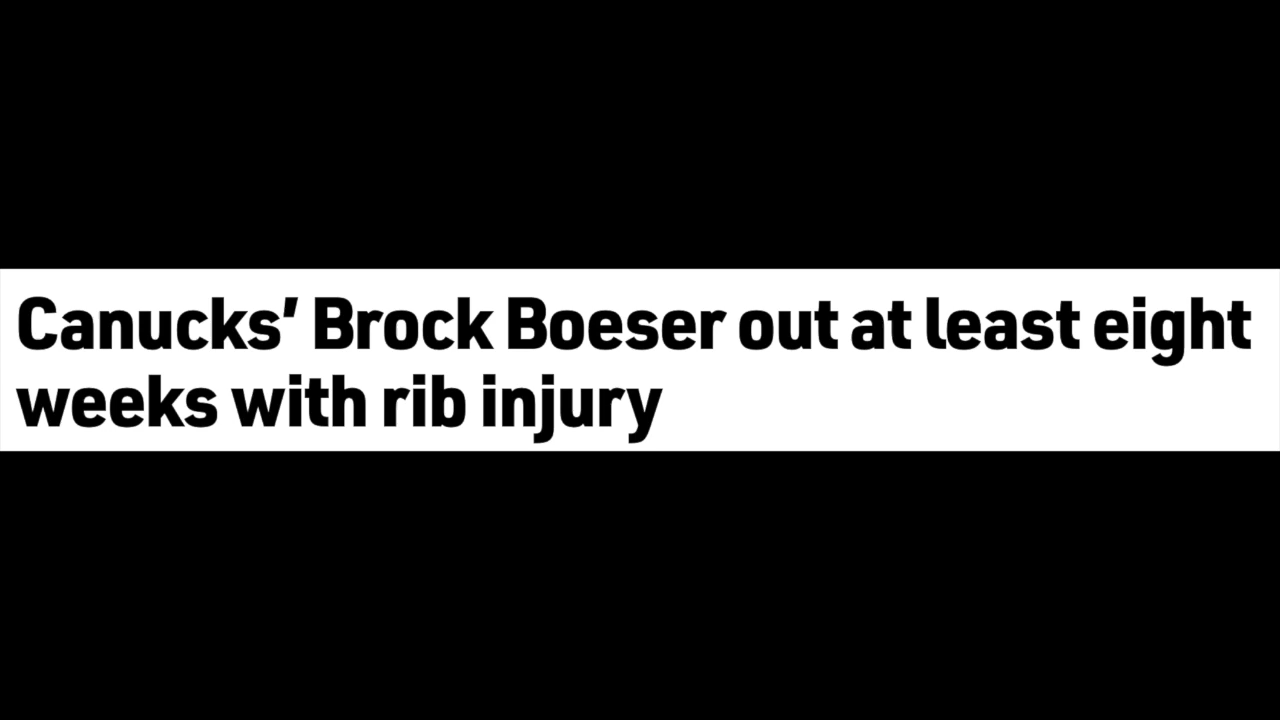 Canucks’ Brock Boeser out at least eight
weeks with rib injury